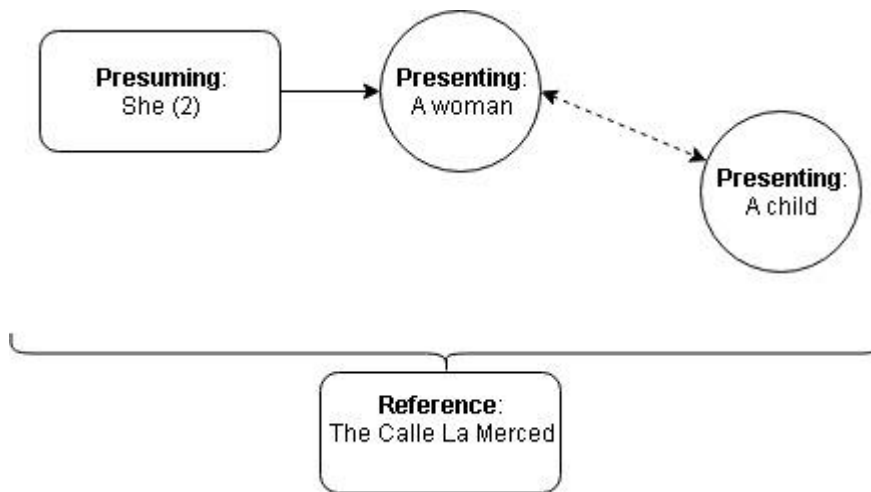 Presuming:
She (2)
Presenting:
A woman
Presenting:
A child
Reference:
The Calle La Merced